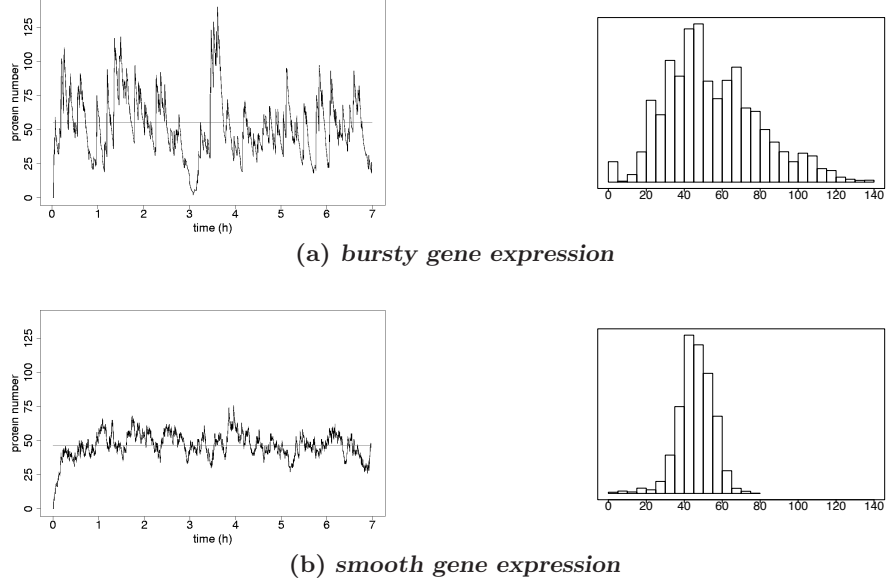 protein number
0 25 50 75 100 125
0 1 2 3 4 5 6 7
time (h)
0 20 40 60 80 100 120 140
(a) bursty gene expression
protein number
0 25 50 75 100 125
0 1 2 3 4 5 6 7
time (h)
0 20 40 60 80 100 120 140
(b) smooth gene expression